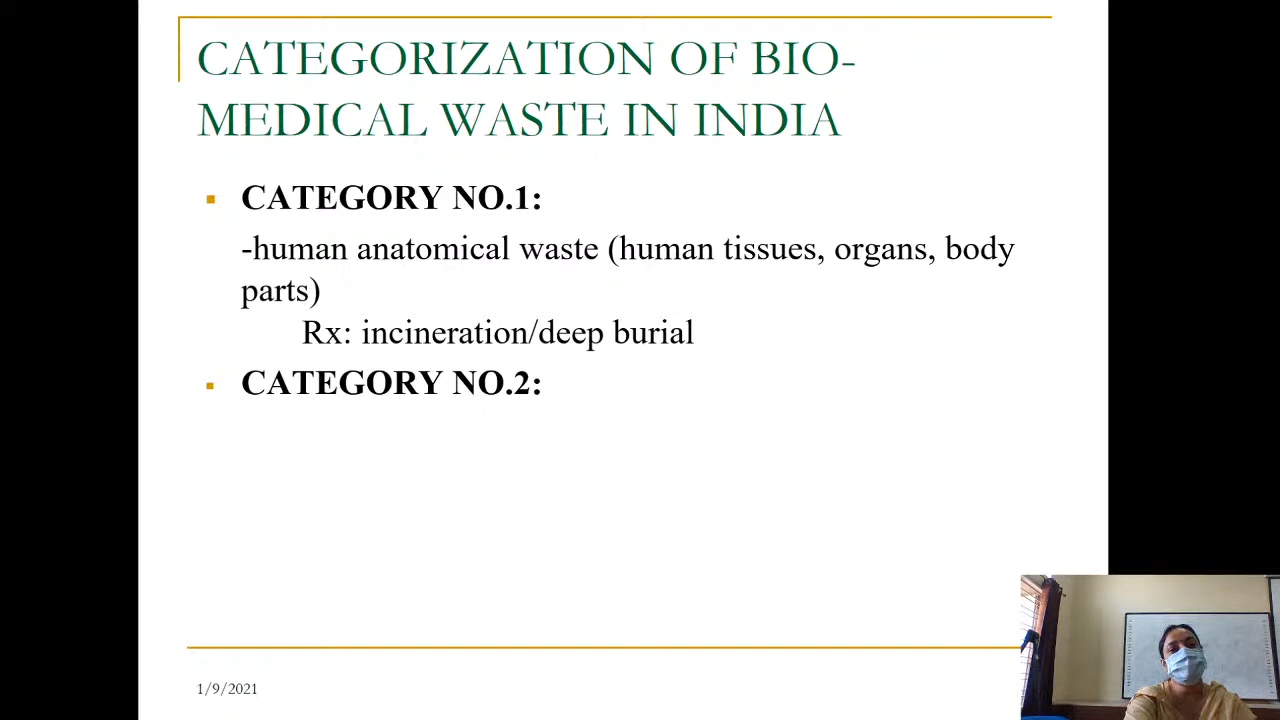 CATEGORIZATION OF BIO-
MEDICAL WASTE IN INDIA
CATEGORY NO.1:
-human anatomical waste (human tissues, organs, body
parts)
Rx: incineration/deep burial
CATEGORY NO.2:
1/9/2021